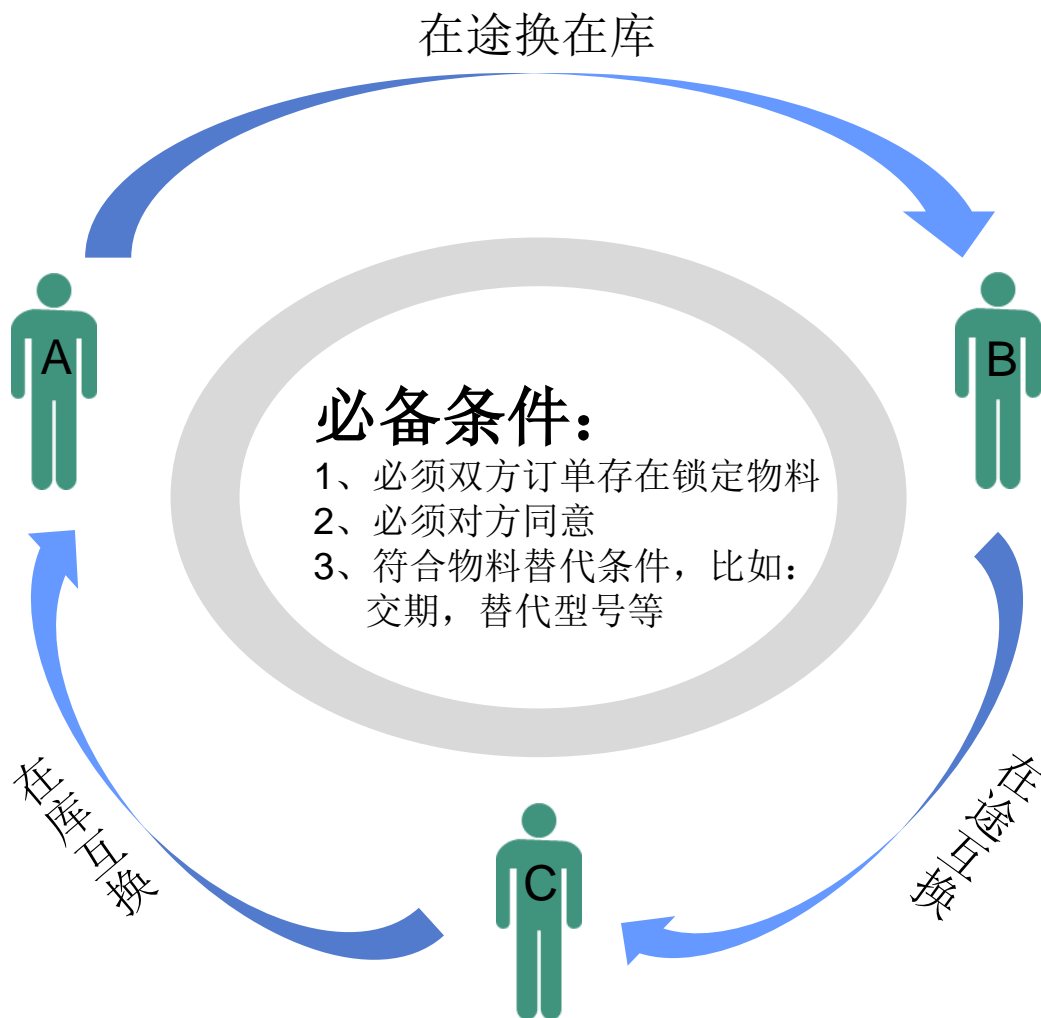 在途换在库
A
B
必备条件：
1、必须双方订单存在锁定物料
2、必须对方同意
3、符合物料替代条件，比如：
交期，替代型号等
在库互换
在途互换
C